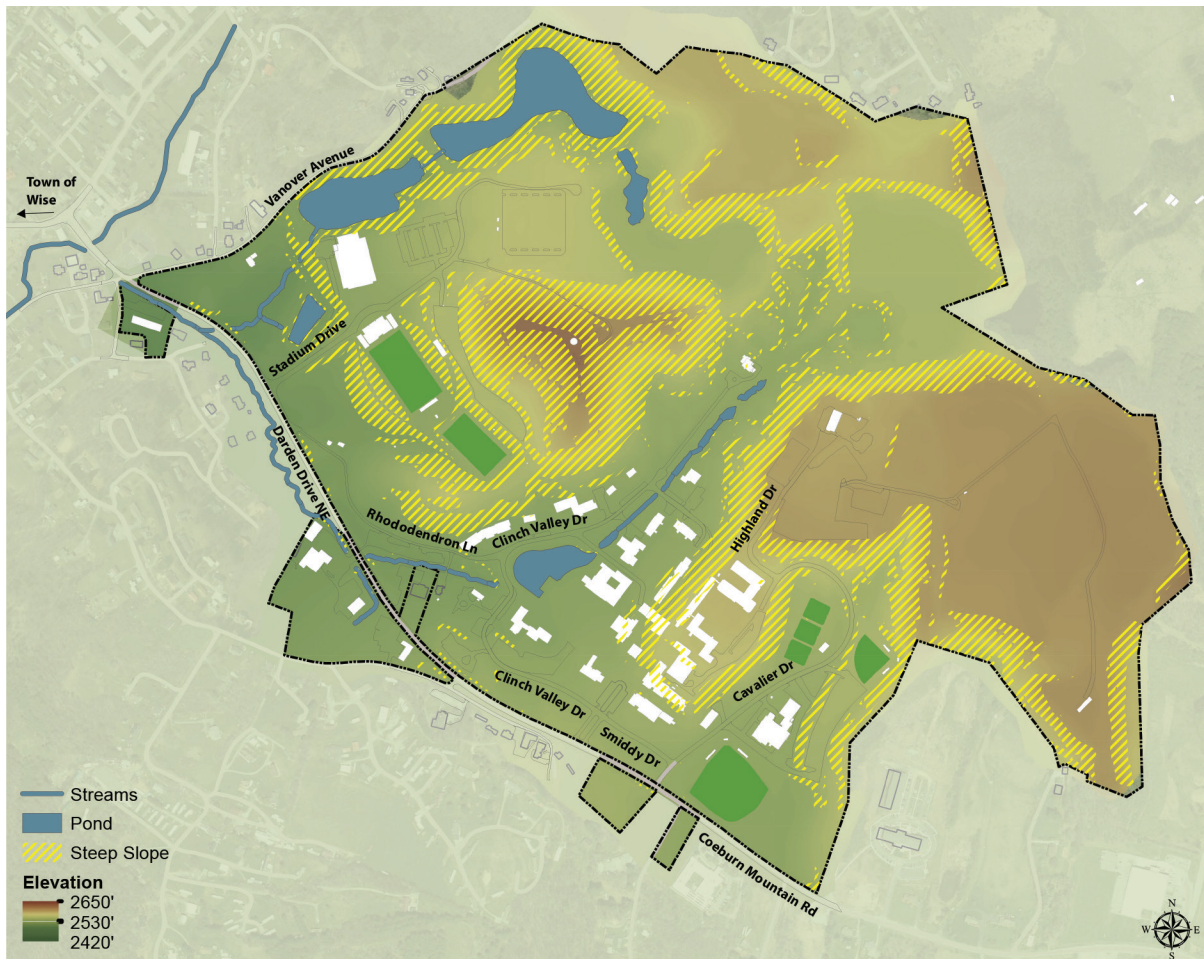 Town of
Wise
Vanover Avenue
Stadium Drive
Darden Drive NE
Rhododendron Ln
Clinch Valley Dr
Highland Dr
Clinch Valley Dr
Cavalier Dr
Smiddy Dr
Coeburn Mountain Rd
Streams
Pond
Steep Slope
Elevation
2650'
2530'
2420'
N
W E
S